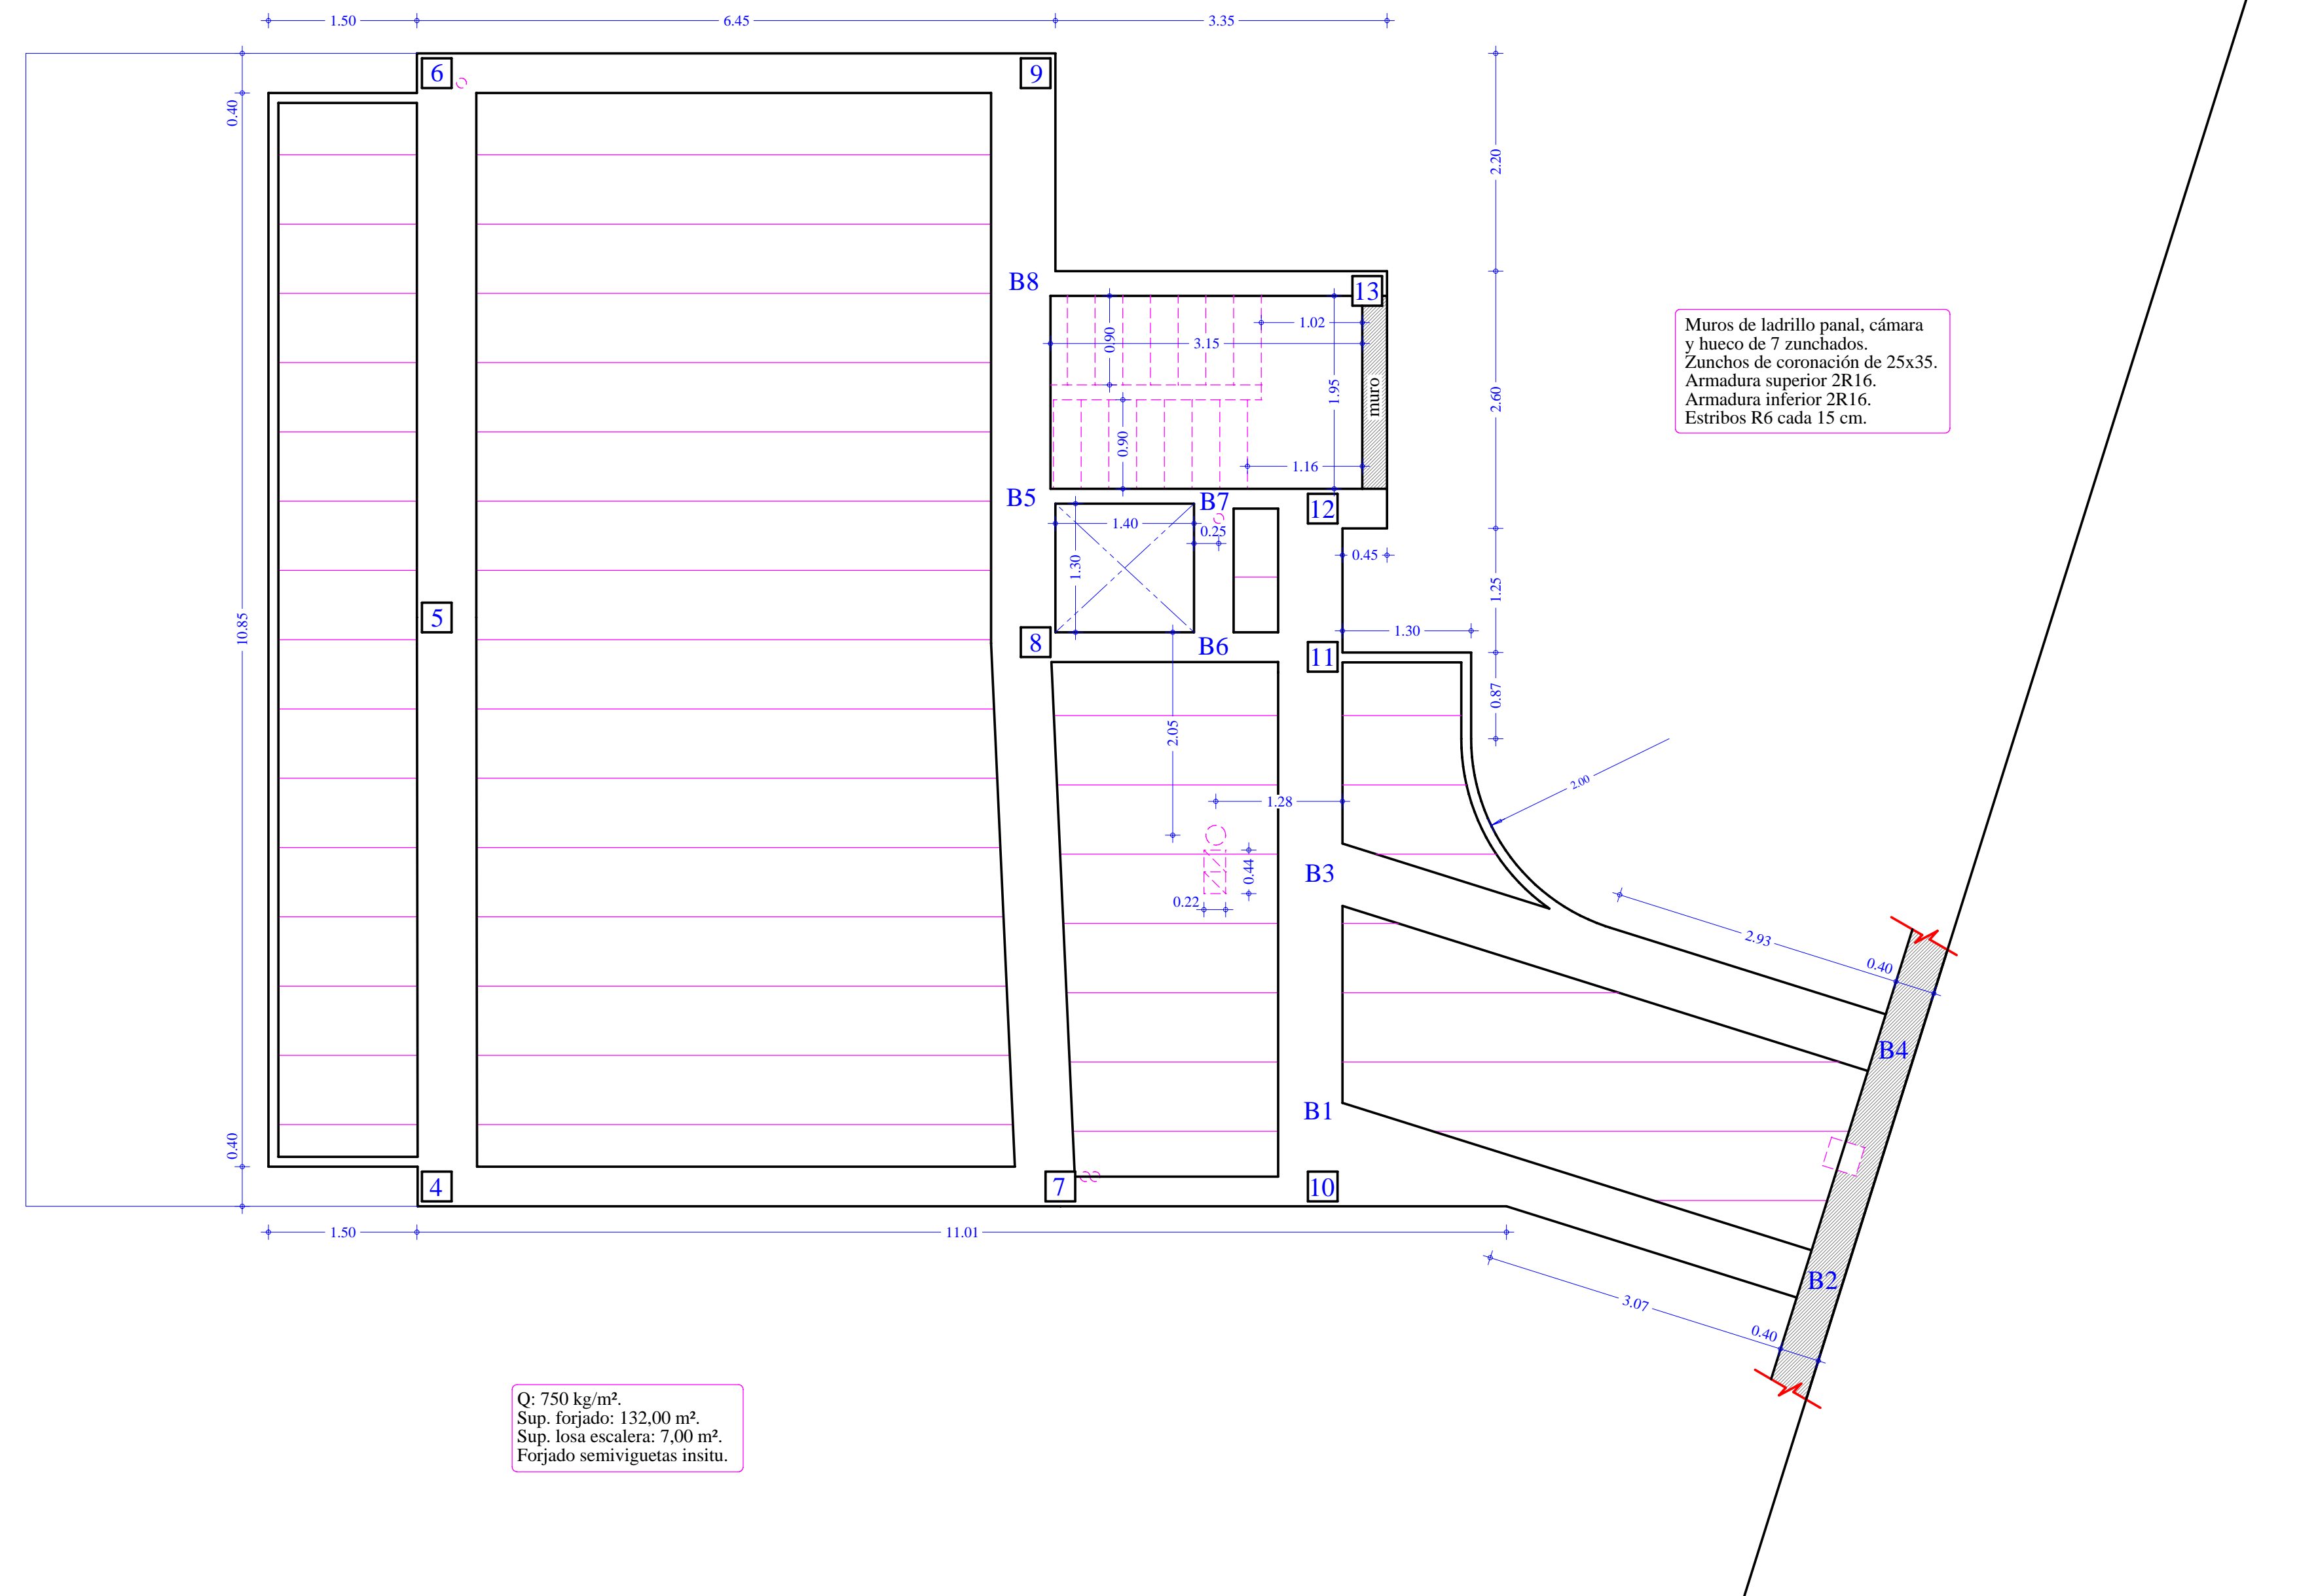 1.50
6.45
3.35
6
9
0.40
2.20
B8
13
1.02
0.90
3.15
1.95
muro
2.60
Muros de ladrillo panal, cámara
y hueco de 7 zunchados.
Zunchos de coronación de 25x35.
Armadura superior 2R16.
Armadura inferior 2R16.
Estribos R6 cada 15 cm.
0.90
1.16
B5
B7
12
1.40
0.25
0.45
1.30
1.25
10.85
5
8
B6
11
1.30
0.87
2.05
1.28
2.00
0.44
B3
0.22
2.93
0.40
B4
B1
0.40
4
7
10
1.50
11.01
B2
3.07
0.40
Q: 750 kg/m².
Sup. forjado: 132,00 m².
Sup. losa escalera: 7,00 m².
Forjado semiviguetas insitu.